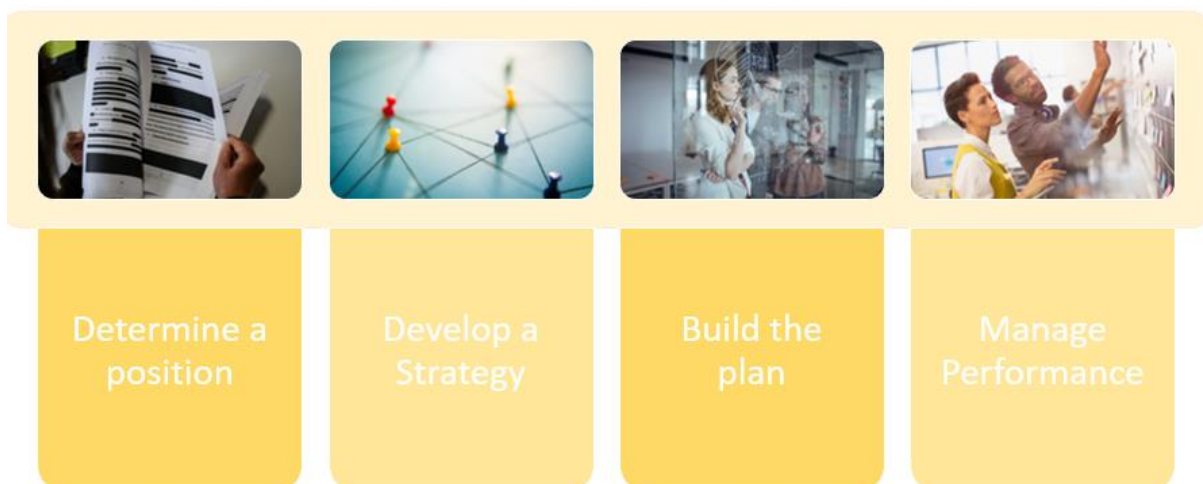 Determine a
position
Develop a
Strategy
Build the
plan
Manage
Performance